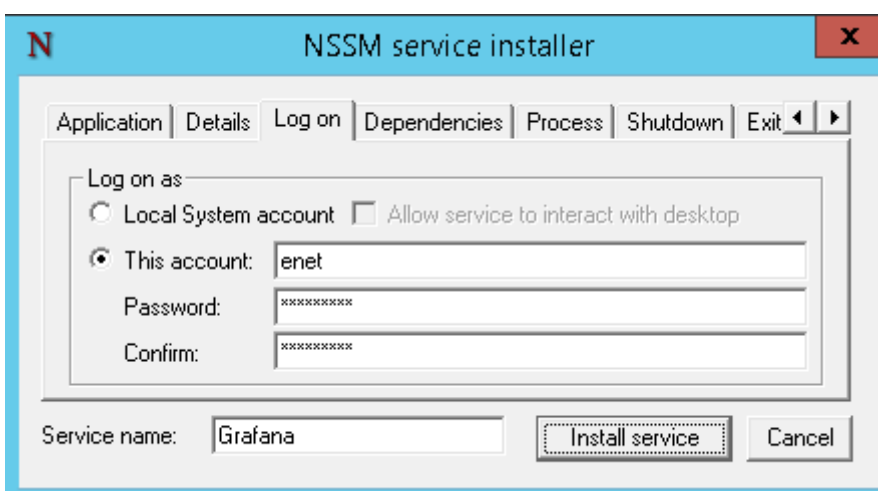 N NSSM service installer x
Application Details Log on Dependencies Process Shutdown Exit
Log on as
Local System account Allow service to interact with desktop
This account: enet
Password: *********
Confirm: *********
Service name: Grafana Install service Cancel